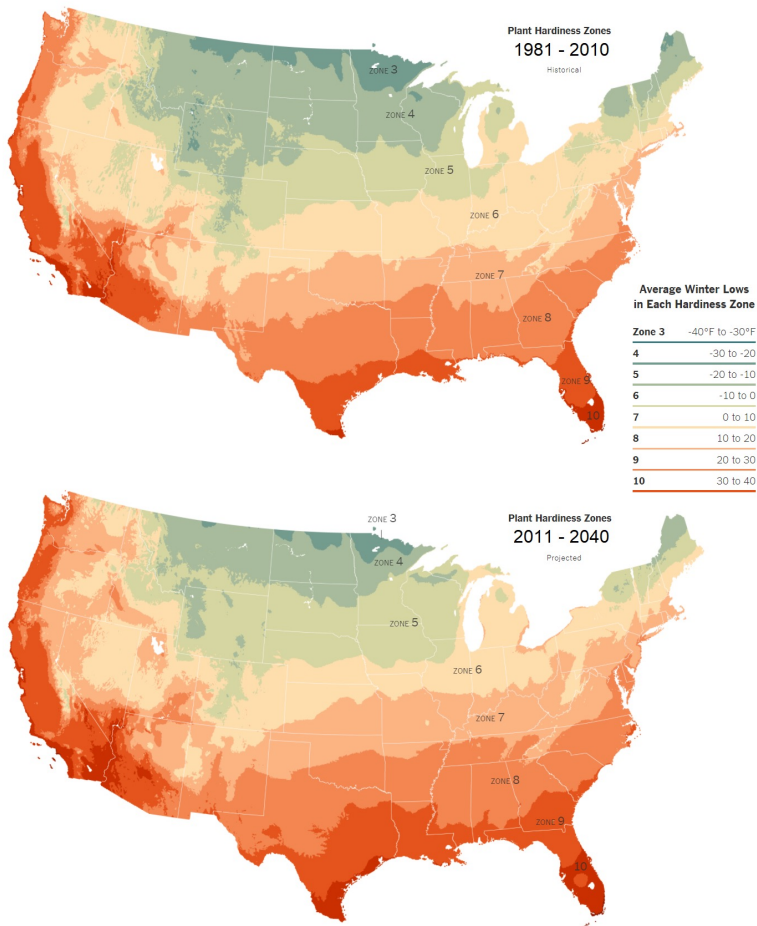 Plant Hardiness Zones
1981 - 2010
Historical
ZONE 3
ZONE 4
ZONE 5
ZONE 6
ZONE 7
ZONE 8
ZONE 9
10
Average Winter Lows
in Each Hardiness Zone
Zone 3 -40°F to -30°F
4 -30 to -20
5 -20 to -10
6 -10 to 0
7 0 to 10
8 10 to 20
9 20 to 30
10 30 to 40
Plant Hardiness Zones
2011 - 2040
Projected
ZONE 3
ZONE 4
ZONE 5
ZONE 6
ZONE 7
ZONE 8
ZONE 9
10